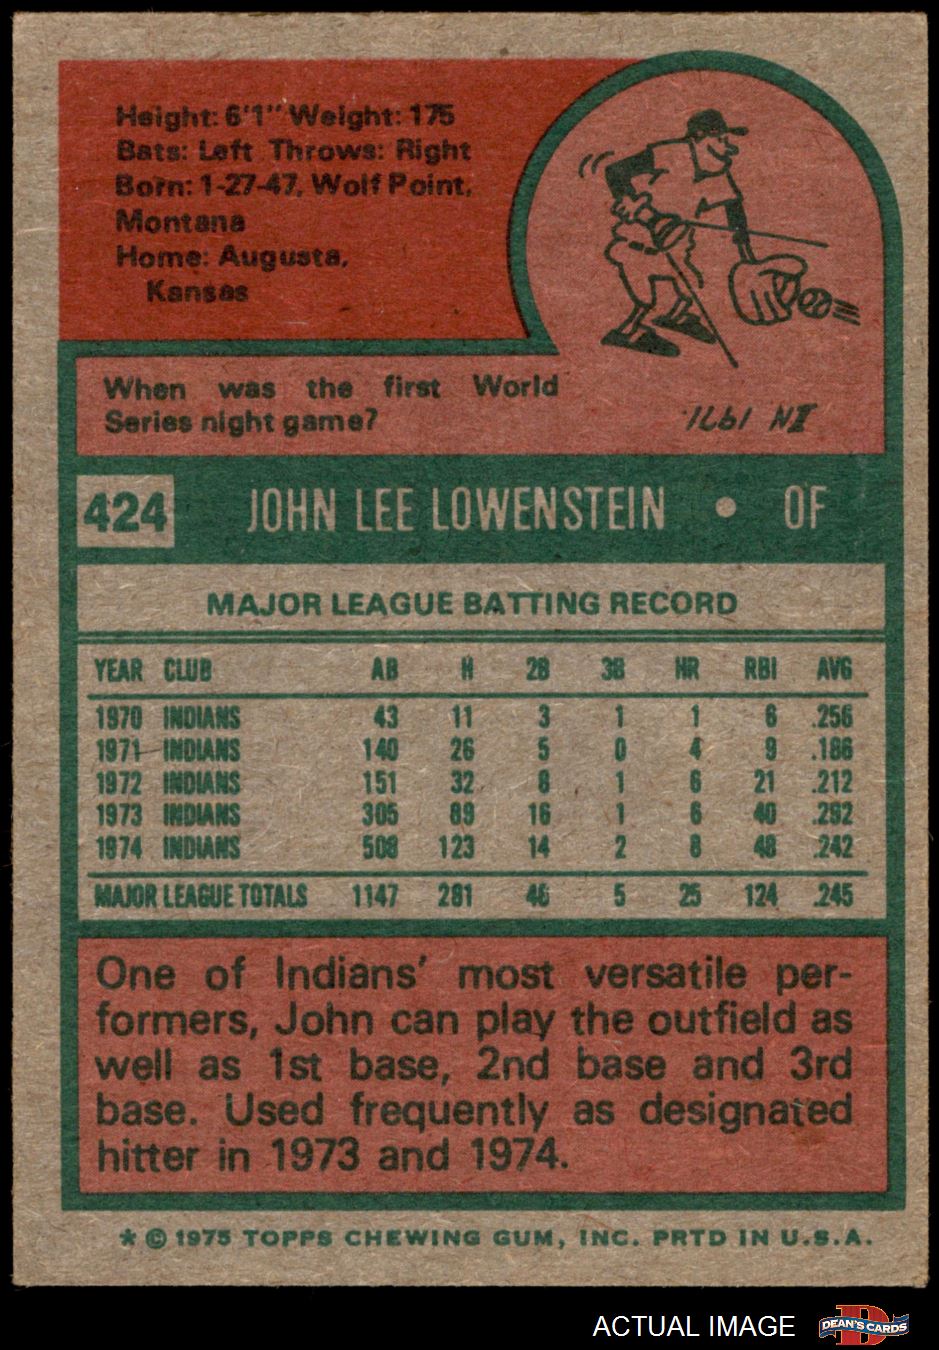 Height: 6'1" Weight: 175
Bats: Left Throws: Right
Born: 1-27-47, Wolf Point,
Montana
Home: Augusta,
Kansas
When was the first World
Series night game?
IN 1971.
424 JOHN LEE LOWENSTEIN • OF
MAJOR LEAGUE BATTING RECORD
YEAR CLUB AB H 2B 3B HR RBI AVG
1970 INDIANS 43 11 3 1 1 6 .256
1971 INDIANS 140 26 5 0 4 9 .186
1972 INDIANS 151 32 8 1 6 21 .212
1973 INDIANS 305 89 16 1 6 40 .292
1974 INDIANS 508 123 14 2 8 48 .242
MAJOR LEAGUE TOTALS 1147 281 46 5 25 124 .245
One of Indians' most versatile per-
formers, John can play the outfield as
well as 1st base, 2nd base and 3rd
base. Used frequently as designated
hitter in 1973 and 1974.
* © 1975 TOPPS CHEWING GUM, INC. PRTD IN U.S.A.
ACTUAL IMAGE
D
DEAN'S CARDS